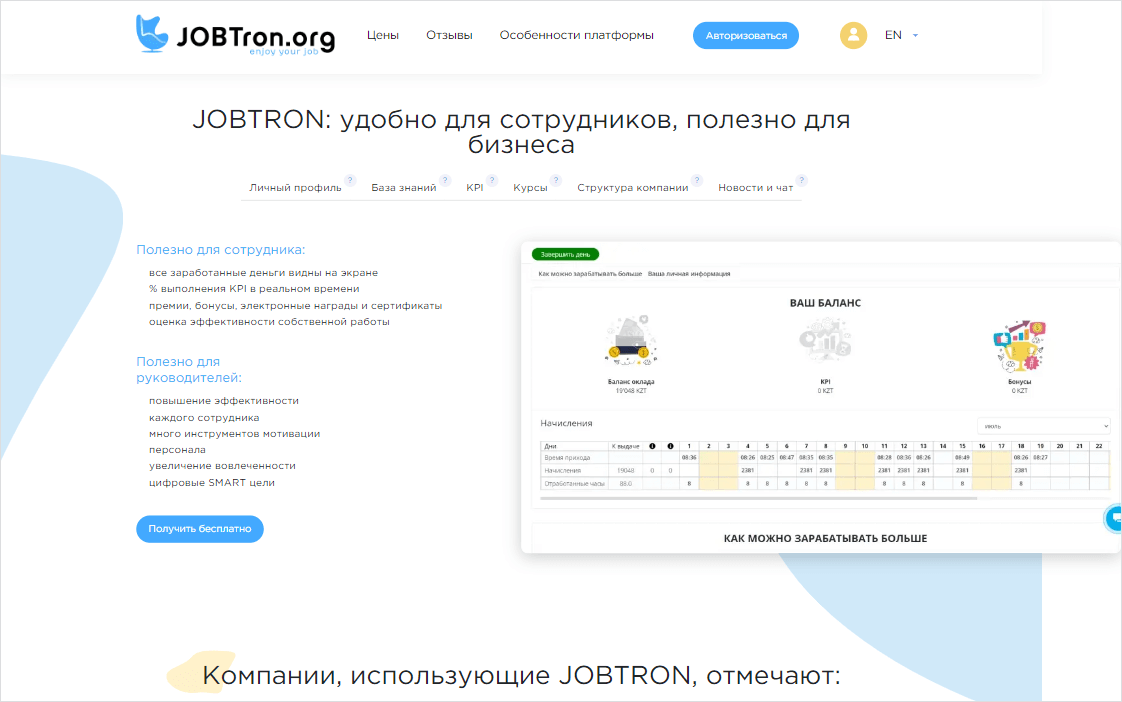 JOBTron.org
enjoy your job
Цены Отзывы Особенности платформы Авторизоваться EN
JOBTRON: удобно для сотрудников, полезно для
бизнеса
Личный профиль ? База знаний ? KPI ? Курсы ? Структура компании ? Новости и чат ?
Полезно для сотрудника:
все заработанные деньги видны на экране
% выполнения KPI в реальном времени
премии, бонусы, электронные награды и сертификаты
оценка эффективности собственной работы
Полезно для
руководителей:
повышение эффективности
каждого сотрудника
много инструментов мотивации
персонала
увеличение вовлеченности
цифровые SMART цели
Получить бесплатно
Завершить день
Как можно зарабатывать больше Ваша личная информация
ВАШ БАЛАНС
Баланс оклада KPI Бонусы
19'048 KZT 0 KZT 0 KZT
Начисления
Июль
Дни К выдаче 1 2 3 4 5 6 7 8 9 10 11 12 13 14 15 16 17 18 19 20 21 22
Время прихода 08:36 08:26 08:25 08:47 08:35 08:35 08:28 08:36 08:26 08:49 08:26 08:27
Начисления 19048 0 0 2381 2381 2381 2381 2381 2381 2381 2381
Отработанные часы 88.0 8 8 8 8 8 8 8 8 8 8 8
КАК МОЖНО ЗАРАБАТЫВАТЬ БОЛЬШЕ
Компании, использующие JOBTRON, отмечают: